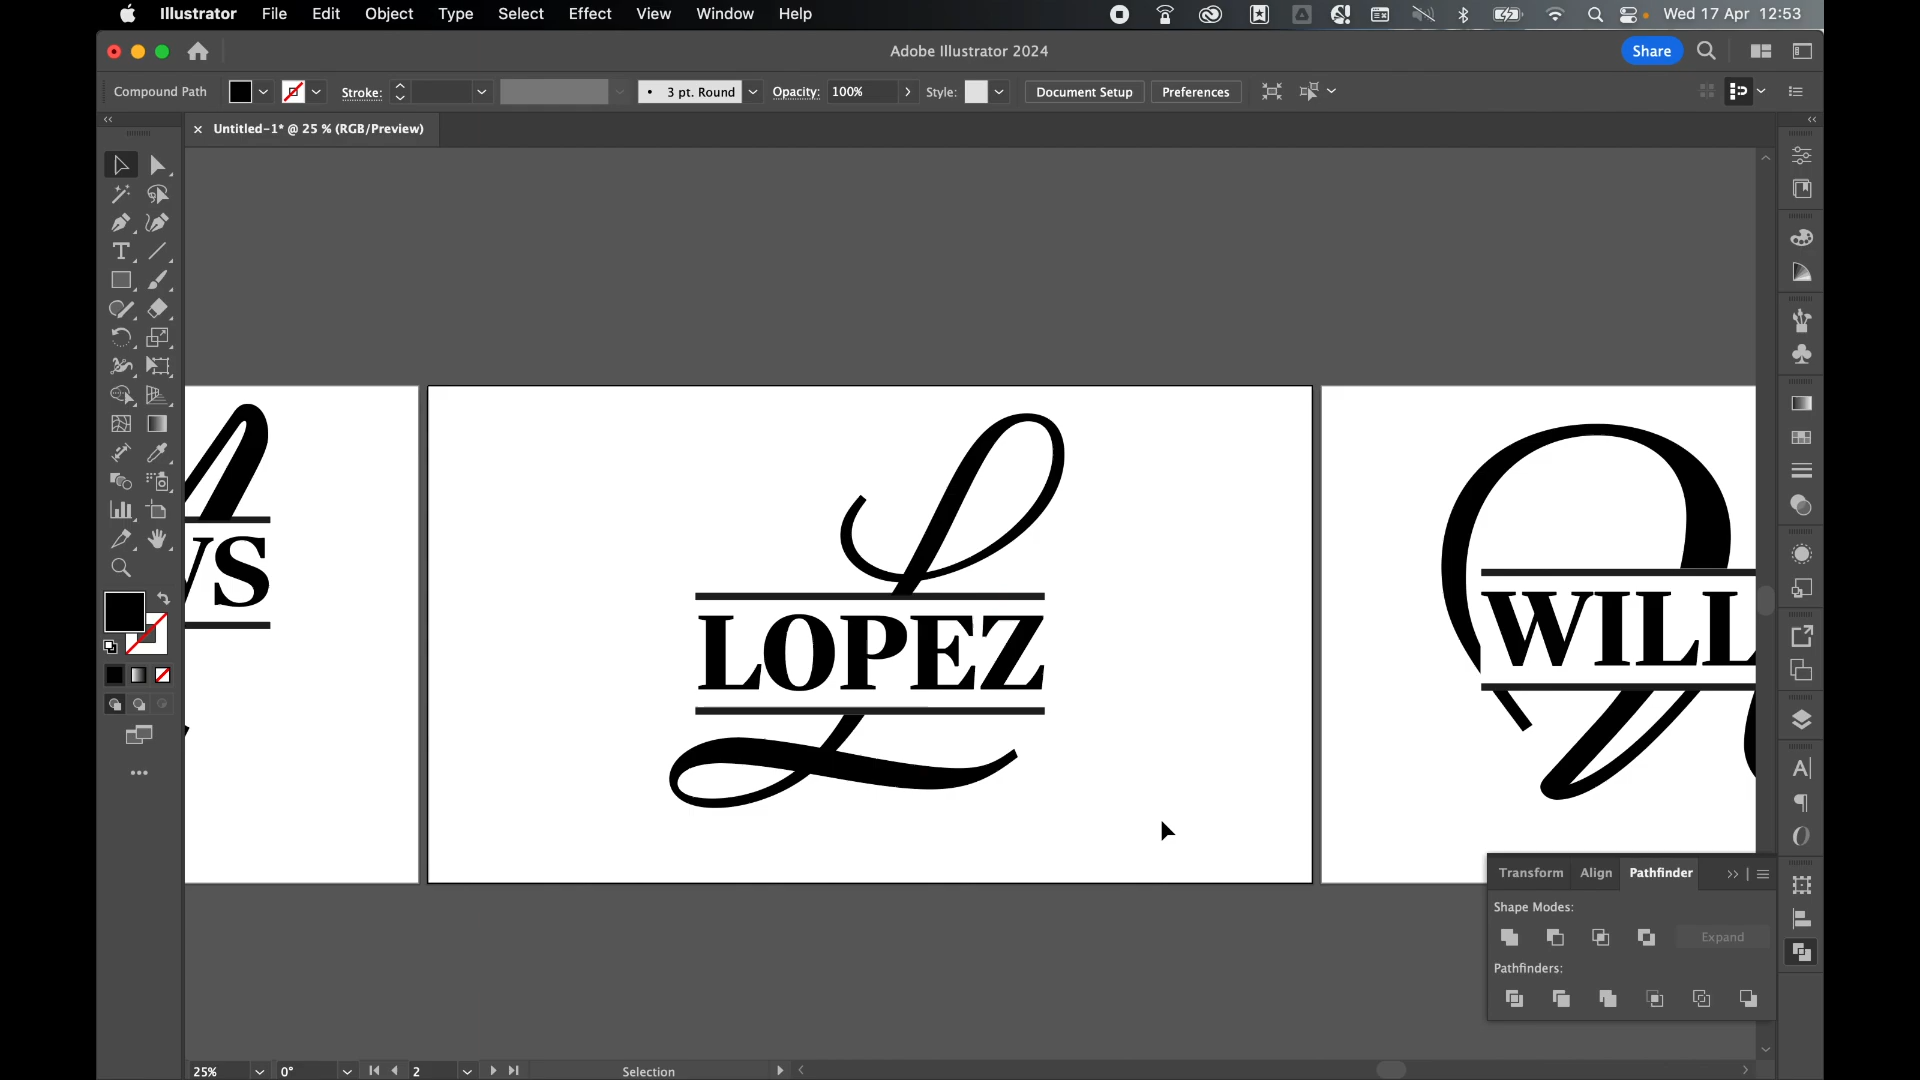 Illustrator File Edit Object Type Select Effect View Window Help Wed 17 Apr 12:53
Adobe Illustrator 2024 Share
Compound Path Stroke: 3 pt. Round Opacity: 100% Style: Document Setup Preferences
Untitled-1* @ 25 % (RGB/Preview)
L
WS
LOPEZ
WILL
Transform Align Pathfinder
Shape Modes:
Expand
Pathfinders:
25% 0° 2 Selection